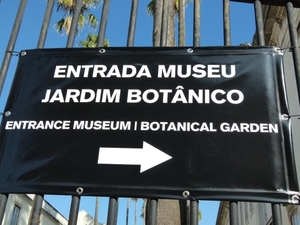 ENTRADA MUSEU
JARDIM BOTÂNICO
ENTRANCE MUSEUM | BOTANICAL GARDEN